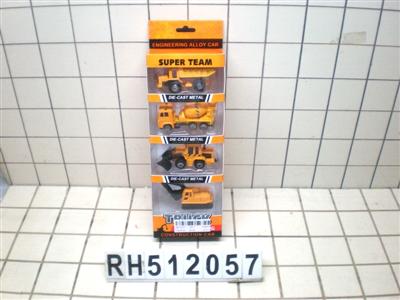 ENGINEERING ALLOY CAR
SUPER TEAM
DIE-CAST METAL
DIE-CAST METAL
DIE-CAST METAL
CONSTRUCTION CAR
RH512057